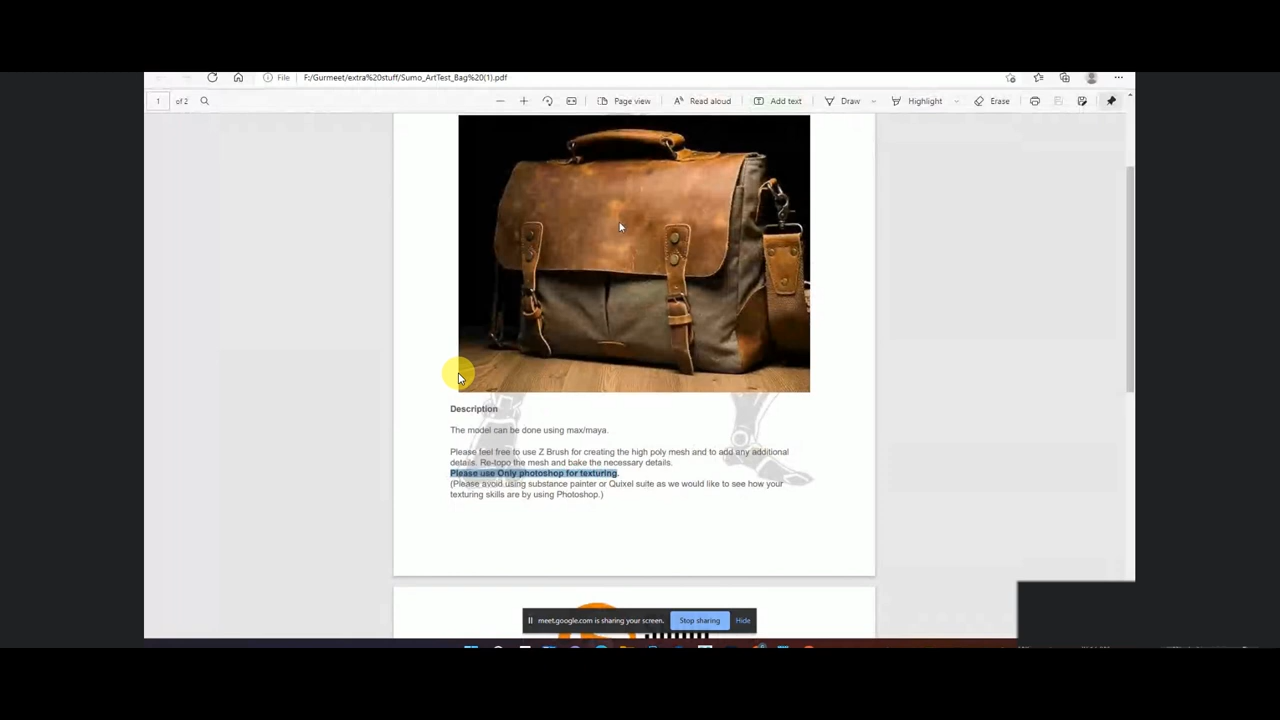 File F:/Gurmeet/extra%20stuff/Sumo_ArtTest_Bag%20(1).pdf
1 of 2 Page view Read aloud Add text Draw Highlight Erase
Description
The model can be done using max/maya.
Please feel free to use Z Brush for creating the high poly mesh and to add any additional
details. Re-topo the mesh and bake the necessary details.
Please use Only photoshop for texturing.
(Please avoid using substance painter or Quixel suite as we would like to see how your
texturing skills are by using Photoshop.)
meet.google.com is sharing your screen. Stop sharing Hide